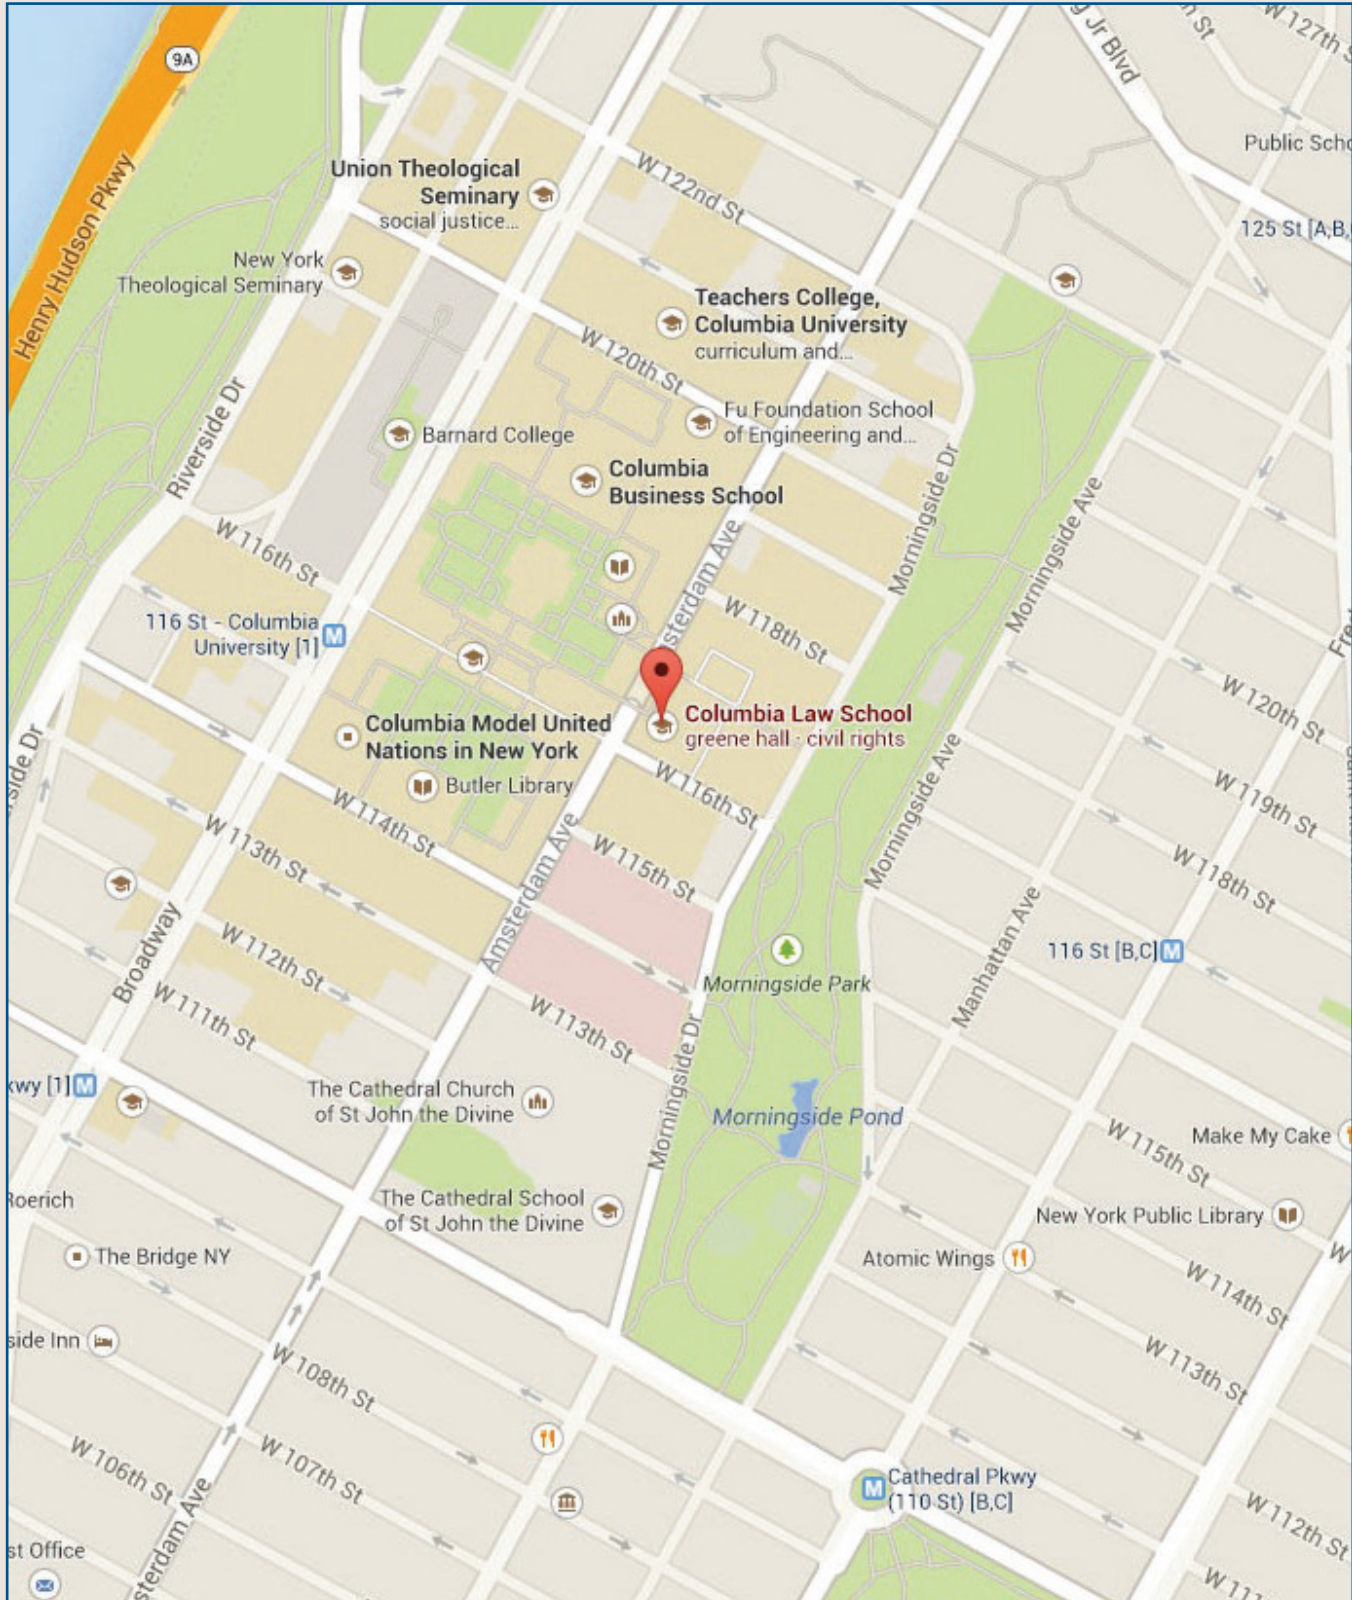 9A
W 127th S
g Jr Blvd
Public Scho
Henry Hudson Pkwy
Union Theological
Seminary
social justice...
W 122nd St
125 St [A,B,
New York
Theological Seminary
Teachers College,
Columbia University
curriculum and...
W 120th St
Riverside Dr
Barnard College
Fu Foundation School
of Engineering and...
Columbia
Business School
Morningside Dr
Morningside Ave
W 116th St
Amsterdam Ave
W 118th St
116 St - Columbia
University [1]
Columbia Law School
greene hall - civil rights
W 120th St
Columbia Model United
Nations in New York
Butler Library
W 116th St
Morningside Ave
W 119th St
rside Dr
W 114th St
W 113th St
W 115th St
W 118th St
Amsterdam Ave
Broadway
W 112th St
Manhattan Ave
116 St [B,C]
Morningside Park
W 111th St
W 113th St
Morningside Dr
kwy [1]
The Cathedral Church
of St John the Divine
Morningside Pond
W 115th St
Make My Cake
Roerich
The Cathedral School
of St John the Divine
New York Public Library
The Bridge NY
Atomic Wings
W 114th St
W
side Inn
W 108th St
W 113th St
W 106th St
W 107th St
Cathedral Pkwy
(110 St) [B,C]
W 112th St
st Office
sterdam Ave
W 111